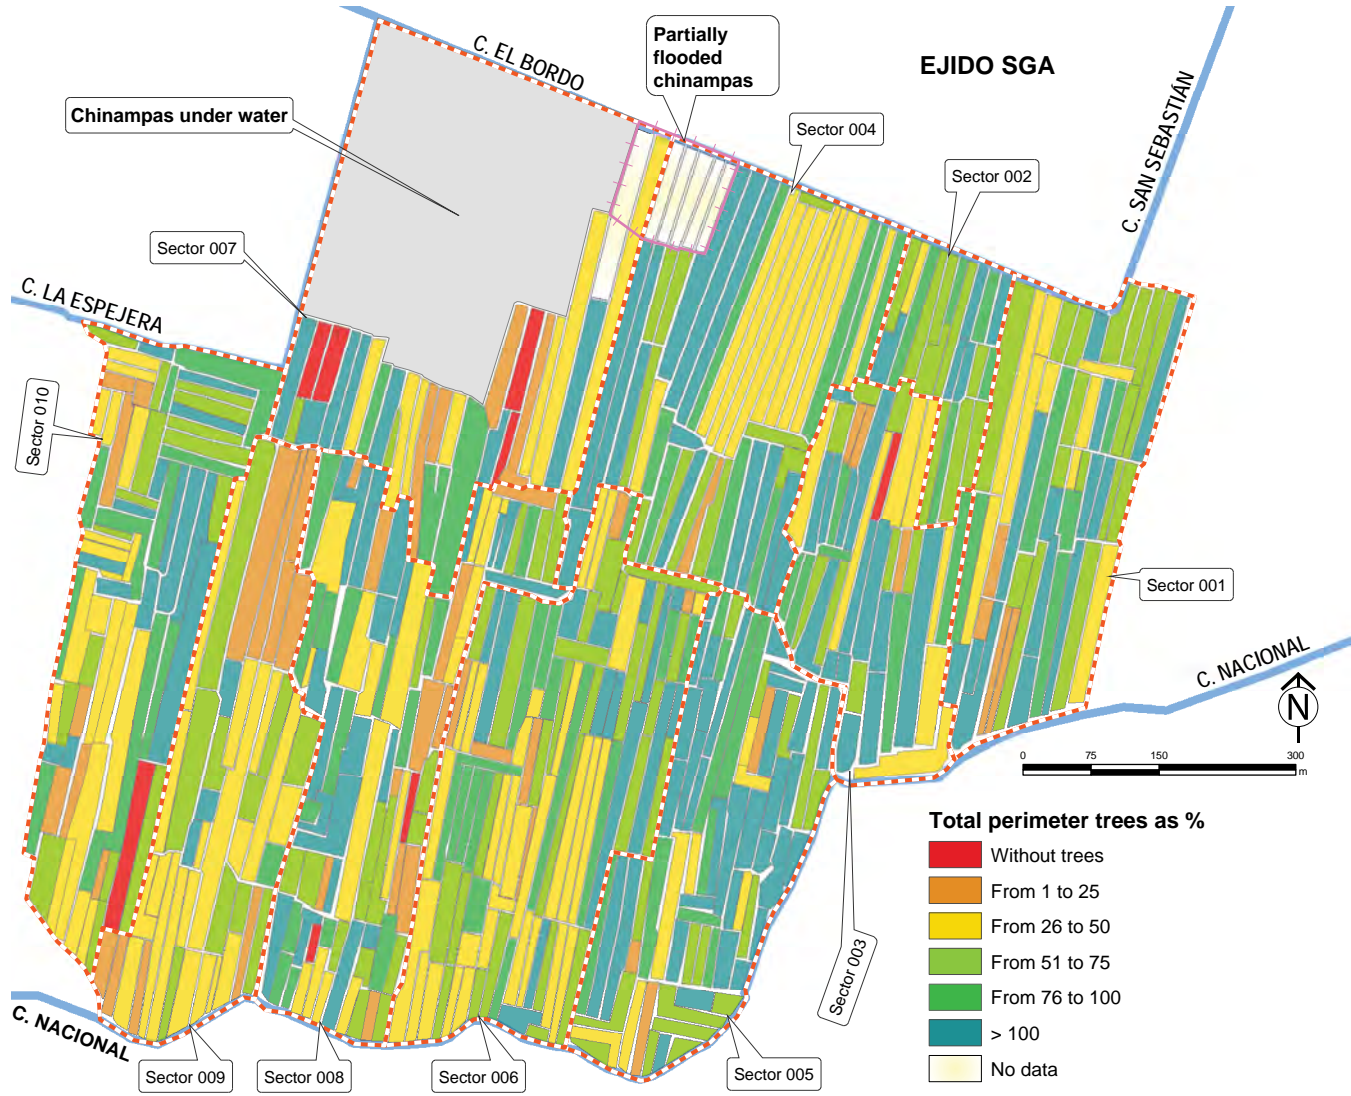 C. EL BORDO
Partially
flooded
chinampas
EJIDO SGA
C. SAN SEBASTIÁN
Chinampas under water
Sector 004
Sector 002
Sector 007
C. LA ESPEJERA
Sector 010
Sector 001
C. NACIONAL
N
0 75 150 300
m
Total perimeter trees as %
Without trees
From 1 to 25
From 26 to 50
From 51 to 75
From 76 to 100
> 100
No data
Sector 003
C. NACIONAL
Sector 009
Sector 008
Sector 006
Sector 005